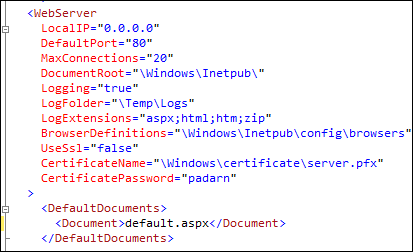 <WebServer
LocalIP="0.0.0.0"
DefaultPort="80"
MaxConnections="20"
DocumentRoot="\Windows\Inetpub\"
Logging="true"
LogFolder="\Temp\Logs"
LogExtensions="aspx;html;htm;zip"
BrowserDefinitions="\Windows\Inetpub\config\browsers"
UseSsl="false"
CertificateName="\Windows\certificate\server.pfx"
CertificatePassword="padarn"
>
<DefaultDocuments>
<Document>default.aspx</Document>
</DefaultDocuments>